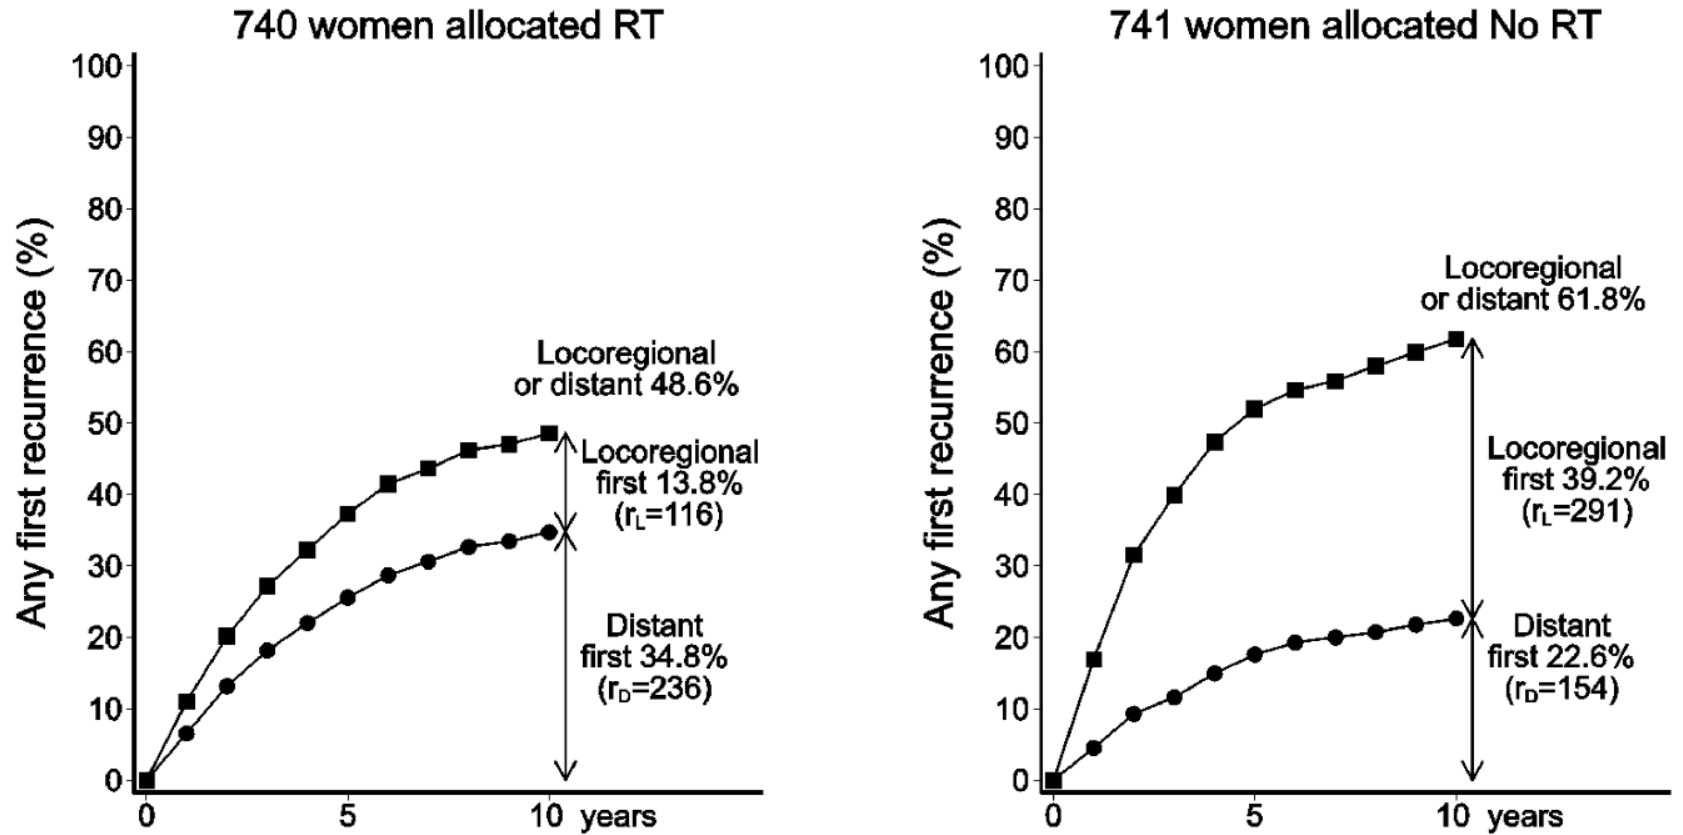 740 women allocated RT
100
90
80
70
60
50
40
30
20
10
0
Any first recurrence (%)
Locoregional
or distant 48.6%
Locoregional
first 13.8%
(rL=116)
Distant
first 34.8%
(rD=236)
0 5 10 years
741 women allocated No RT
100
90
80
70
60
50
40
30
20
10
0
Any first recurrence (%)
Locoregional
or distant 61.8%
Locoregional
first 39.2%
(rL=291)
Distant
first 22.6%
(rD=154)
0 5 10 years